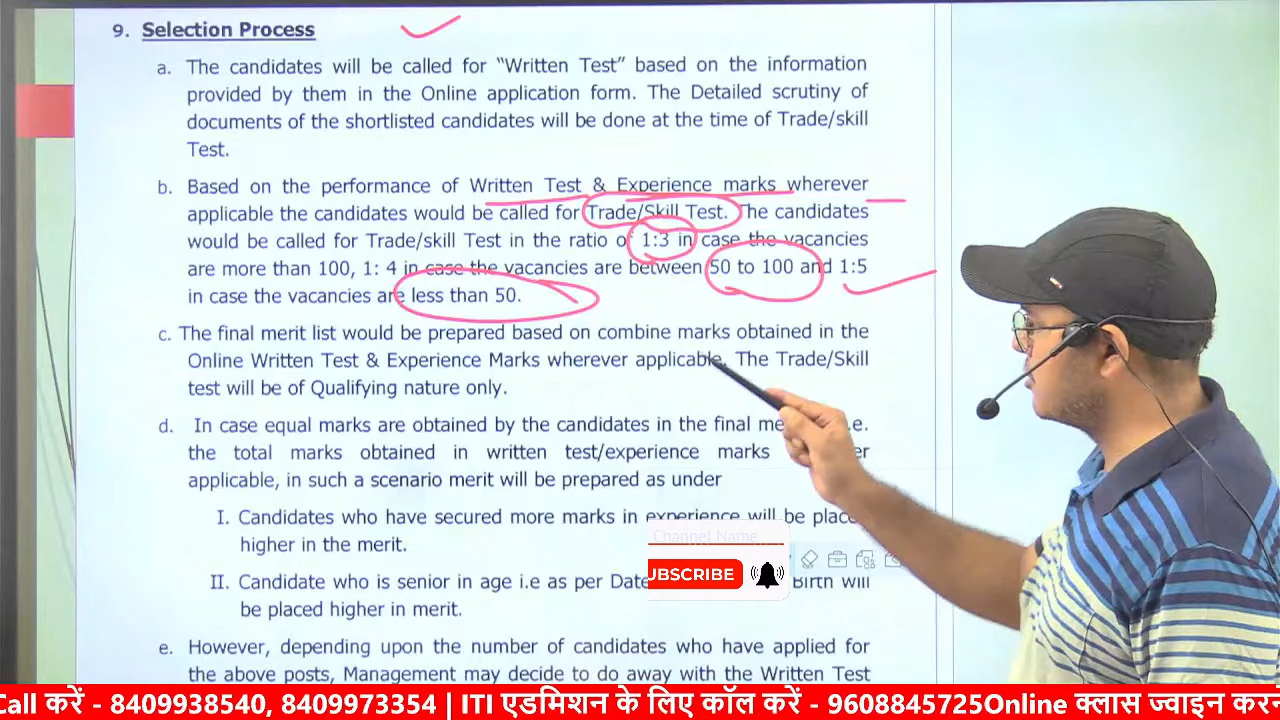 9. Selection Process
a. The candidates will be called for “Written Test” based on the information
provided by them in the Online application form. The Detailed scrutiny of
documents of the shortlisted candidates will be done at the time of Trade/skill
Test.
b. Based on the performance of Written Test & Experience marks wherever
applicable the candidates would be called for Trade/Skill Test. The candidates
would be called for Trade/skill Test in the ratio of 1:3 in case the vacancies
are more than 100, 1: 4 in case the vacancies are between 50 to 100 and 1:5
in case the vacancies are less than 50.
c. The final merit list would be prepared based on combine marks obtained in the
Online Written Test & Experience Marks wherever applicable. The Trade/Skill
test will be of Qualifying nature only.
d. In case equal marks are obtained by the candidates in the final me .e.
the total marks obtained in written test/experience marks er
applicable, in such a scenario merit will be prepared as under
I. Candidates who have secured more marks in experience will be place
higher in the merit.
Channel Name
UBSCRIBE
II. Candidate who is senior in age i.e as per Date Birth will
be placed higher in merit.
e. However, depending upon the number of candidates who have applied for
the above posts, Management may decide to do away with the Written Test
Call करें - 8409938540, 8409973354 | ITI एडमिशन के लिए कॉल करें - 9608845725Online क्लास ज्वाइन करन